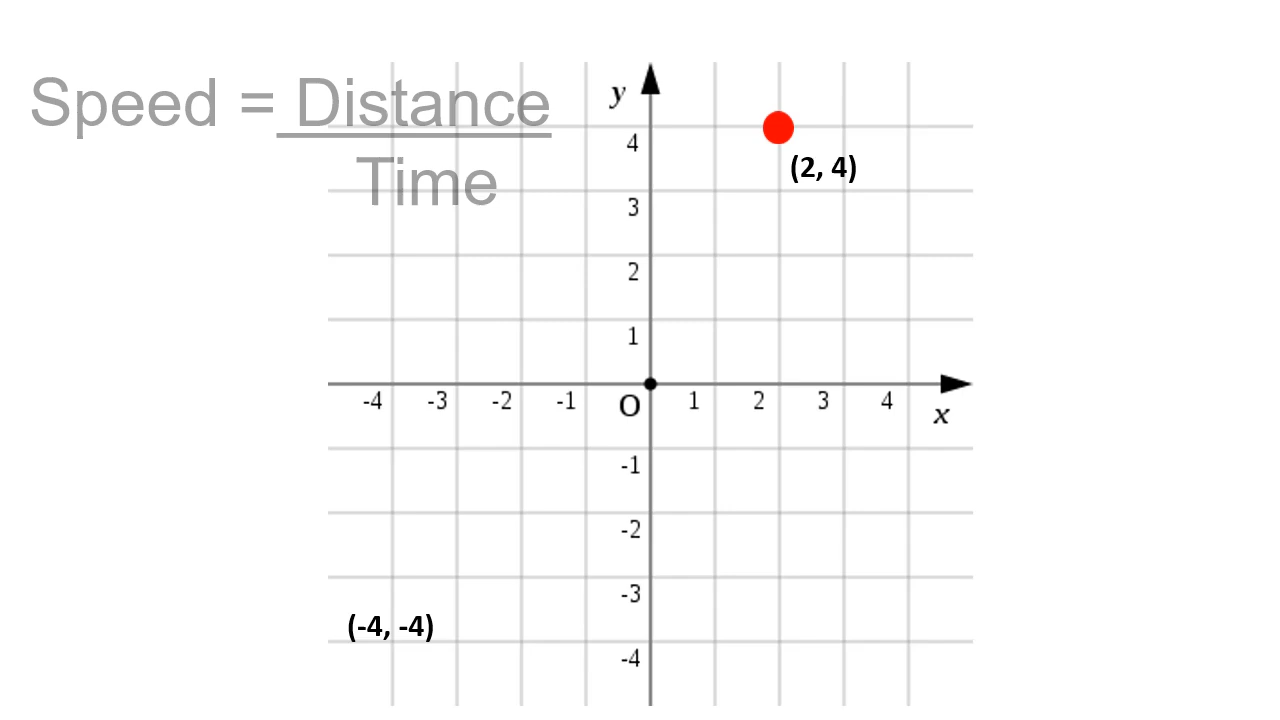 Speed = Distance
Time
y
4
(2, 4)
3
2
1
-4 -3 -2 -1 O 1 2 3 4
x
-1
-2
-3
(-4, -4)
-4